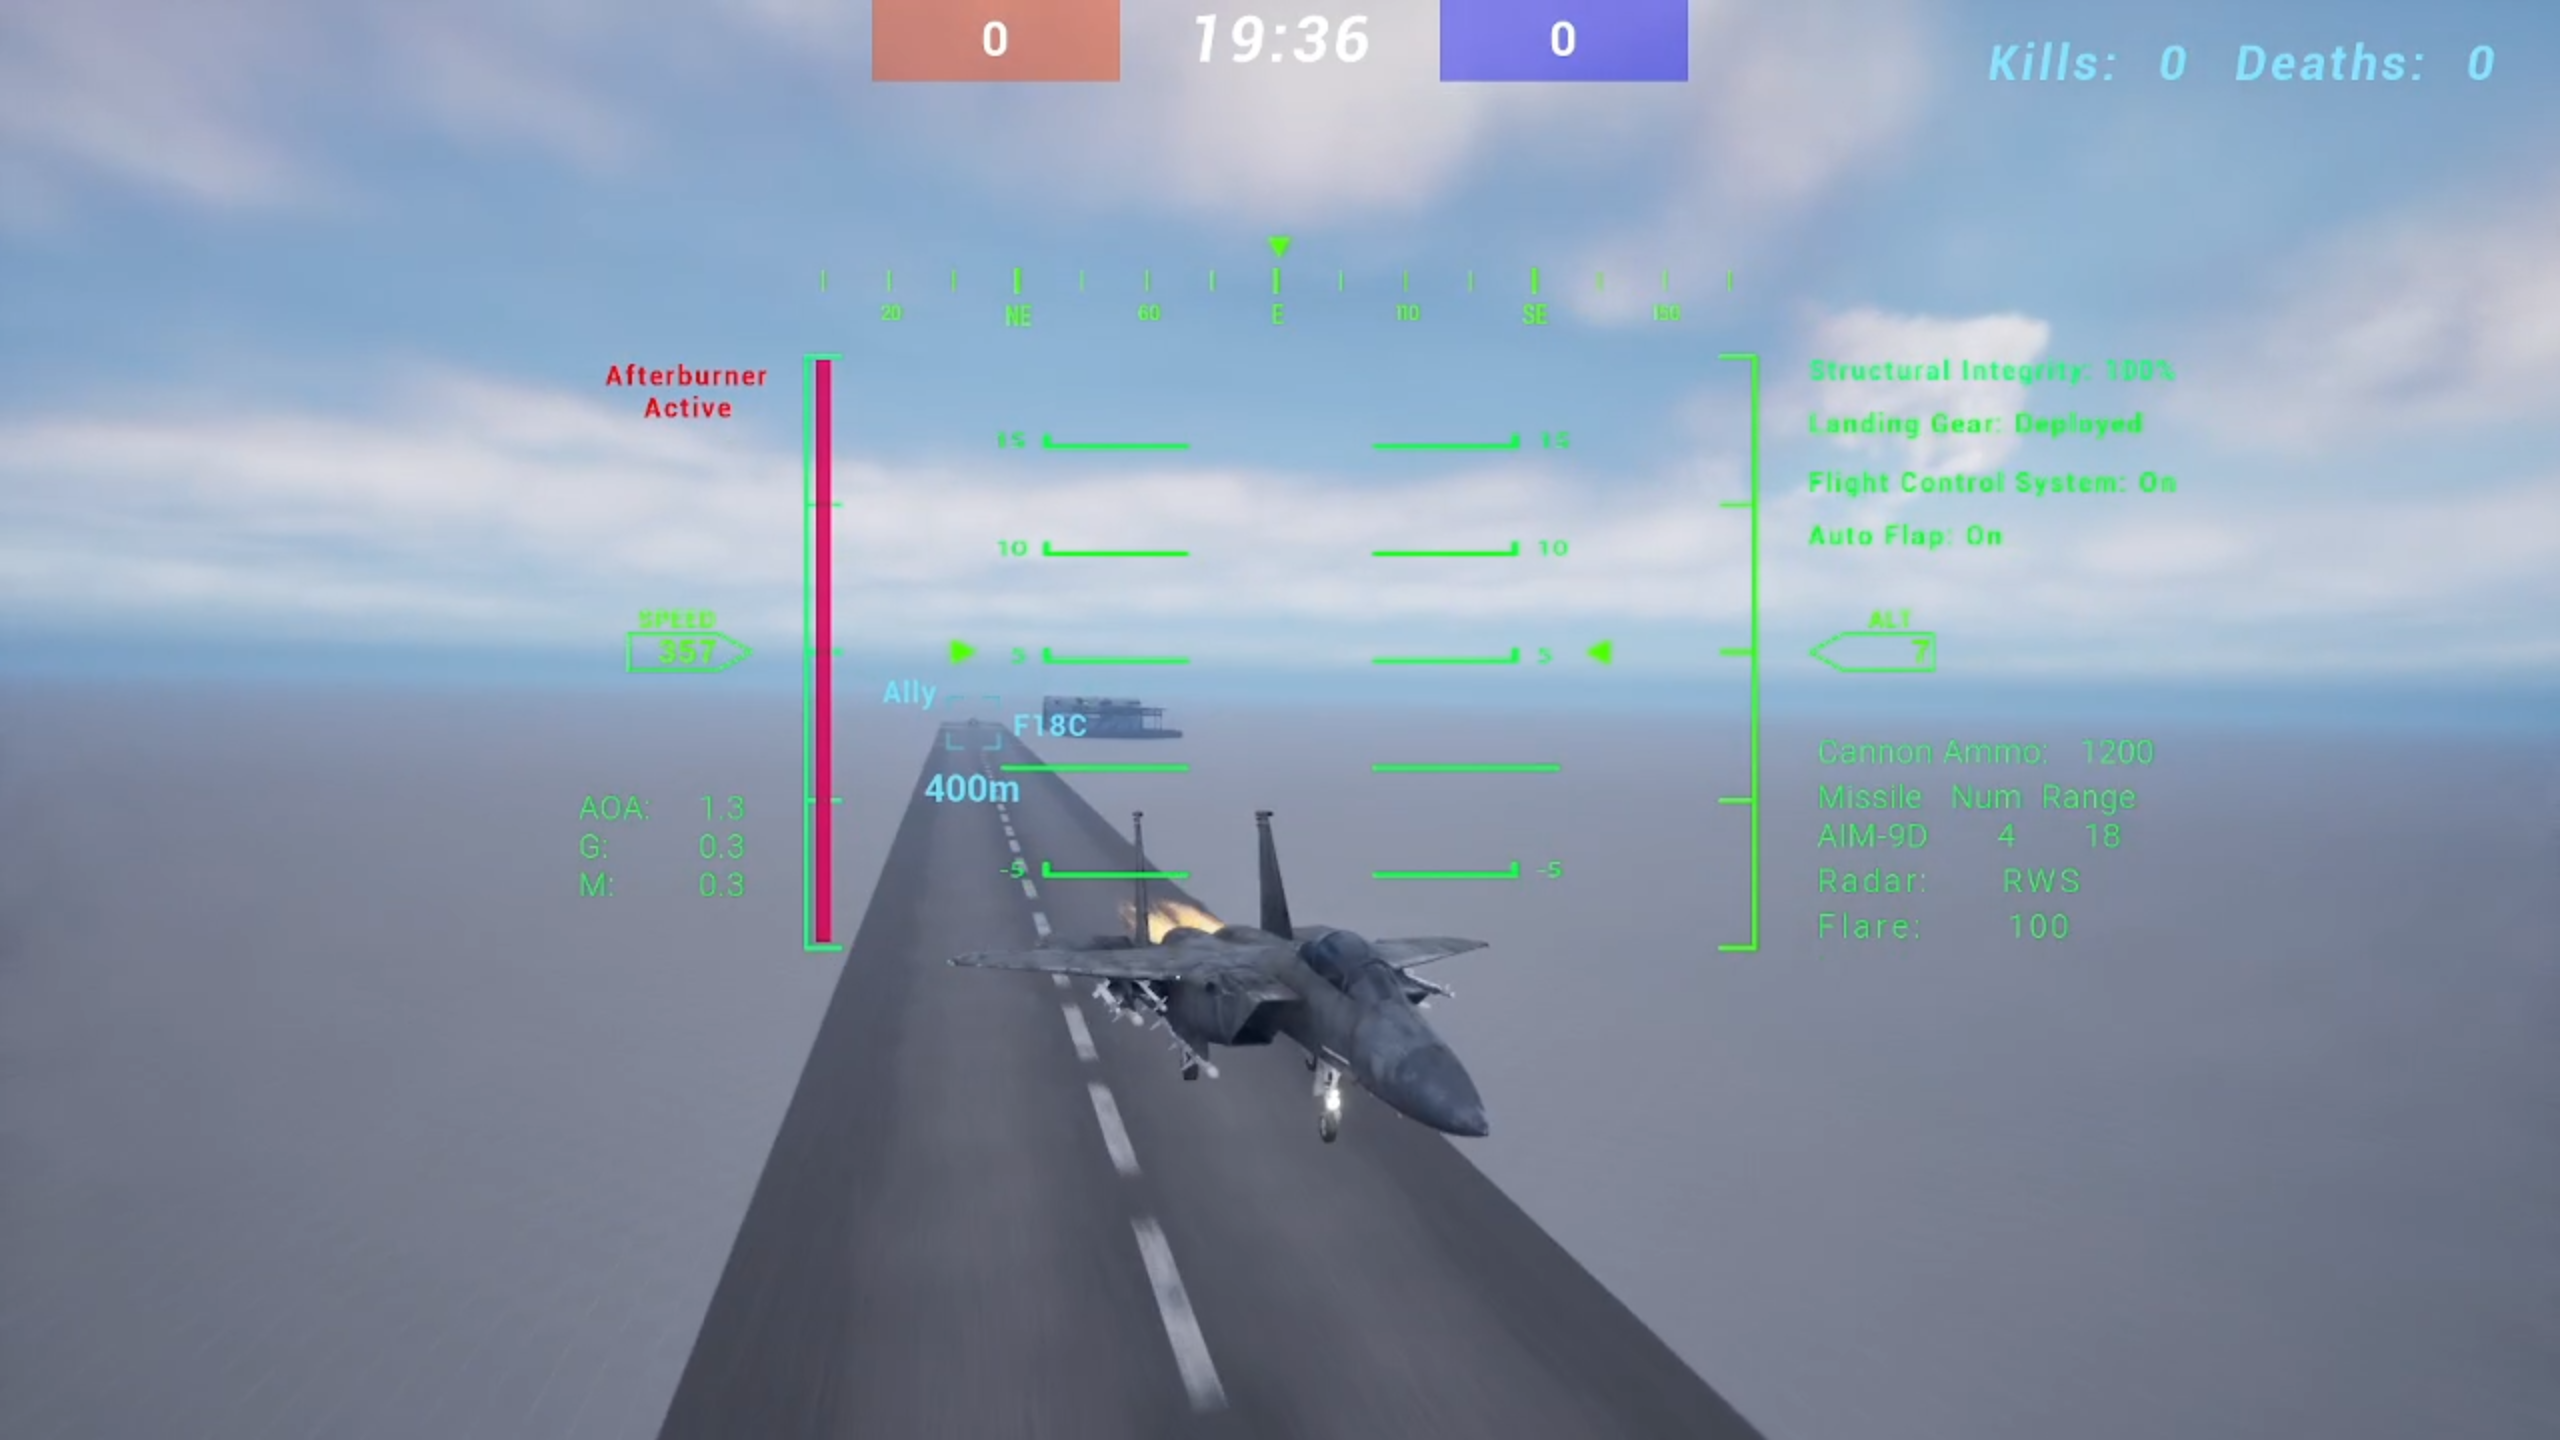 0 19:36 0
Kills: 0 Deaths: 0
20 NE 60 E 110 SE 150
Afterburner
Active
Structural Integrity: 100%
Landing Gear: Deployed
Flight Control System: On
Auto Flap: On
15 15
10 10
5 5
-5 -5
SPEED
357
ALT
7
Ally
F18C
400m
AOA: 1.3
G: 0.3
M: 0.3
Cannon Ammo: 1200
Missile Num Range
AIM-9D 4 18
Radar: RWS
Flare: 100